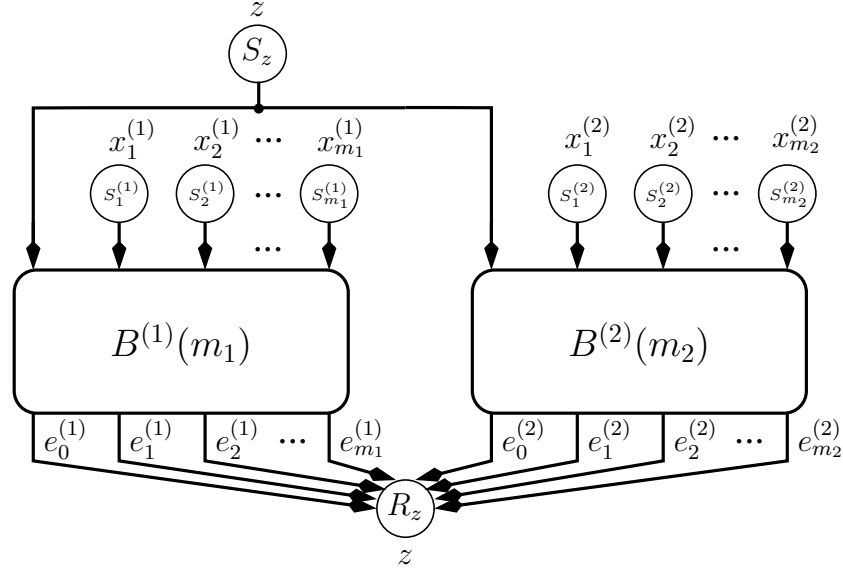 z
S_z
x_1^{(1)} x_2^{(1)} ··· x_{m_1}^{(1)} x_1^{(2)} x_2^{(2)} ··· x_{m_2}^{(2)}
S_1^{(1)} S_2^{(1)} ··· S_{m_1}^{(1)} S_1^{(2)} S_2^{(2)} ··· S_{m_2}^{(2)}
··· ···
B^{(1)}(m_1) B^{(2)}(m_2)
e_0^{(1)} e_1^{(1)} e_2^{(1)} ··· e_{m_1}^{(1)} e_0^{(2)} e_1^{(2)} e_2^{(2)} ··· e_{m_2}^{(2)}
R_z
z